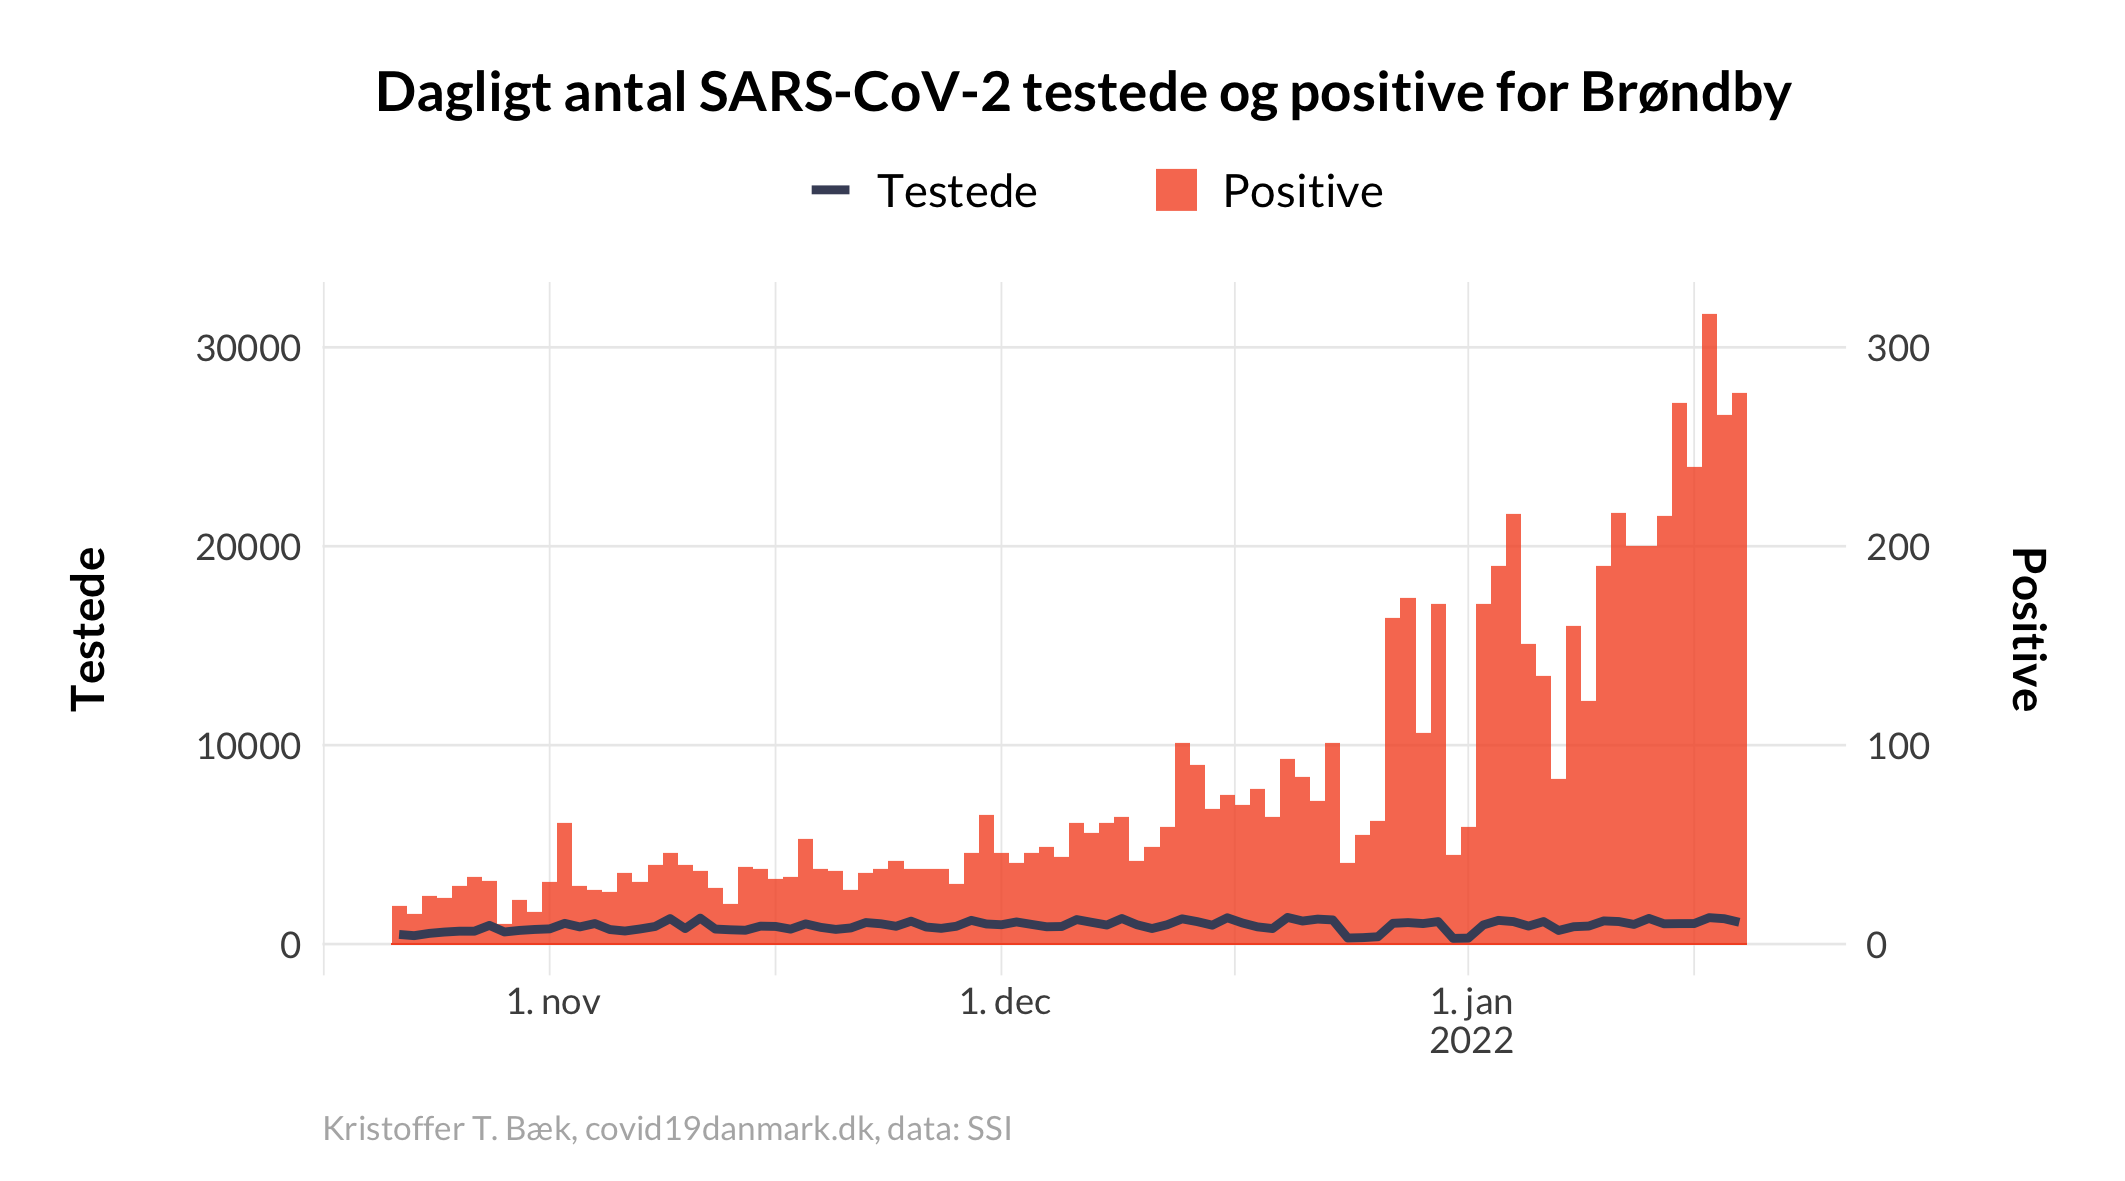 Dagligt antal SARS-CoV-2 testede og positive for Brøndby
Testede
Positive
30000
20000
10000
0
Testede
300
200
100
0
Positive
1. nov
1. dec
1. jan
2022
Kristoffer T. Bæk, covid19danmark.dk, data: SSI